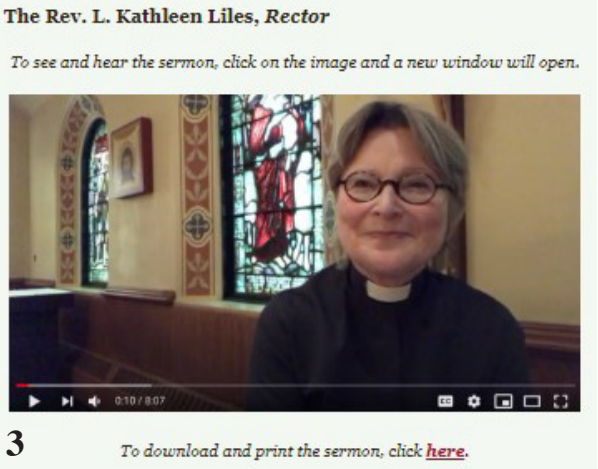 The Rev. L. Kathleen Liles, Rector
To see and hear the sermon, click on the image and a new window will open.
0:10 / 8:07
CC
3
To download and print the sermon, click here.